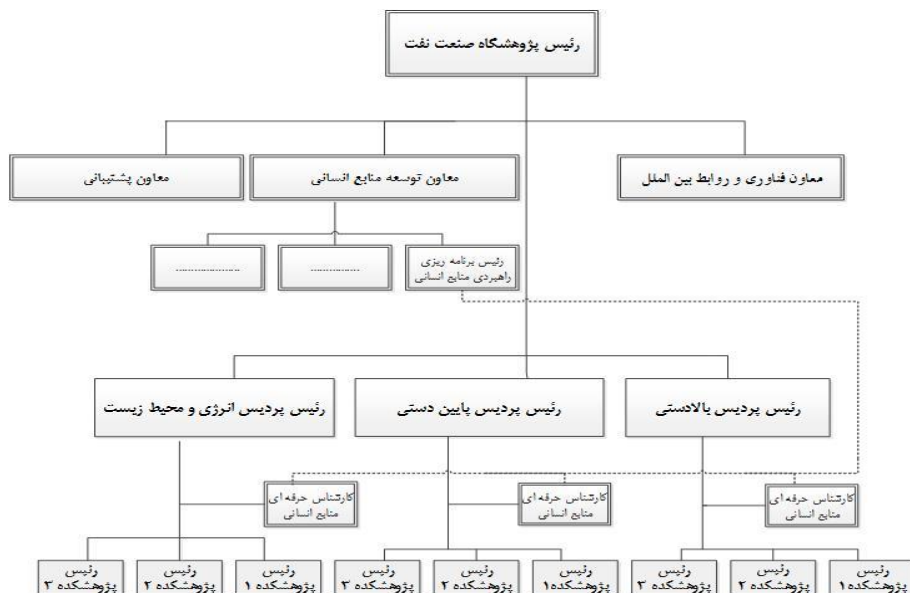 رئیس پژوهشگاه صنعت نفت
معاون فناوری و روابط بین الملل
معاون توسعه منابع انسانی
معاون پشتیبانی
رئیس برنامه ریزی
راهبردی منابع انسانی
................
.....................
رئیس پردیس بالادستی
رئیس پردیس پایین دستی
رئیس پردیس انرژی و محیط زیست
کارشناس حرفه ای
منابع انسانی
کارشناس حرفه ای
منابع انسانی
کارشناس حرفه ای
منابع انسانی
رئیس
پژوهشکده۱
رئیس
پژوهشکده ۲
رئیس
پژوهشکده ۳
رئیس
پژوهشکده۱
رئیس
پژوهشکده ۲
رئیس
پژوهشکده ۳
رئیس
پژوهشکده ۱
رئیس
پژوهشکده ۲
رئیس
پژوهشکده ۳